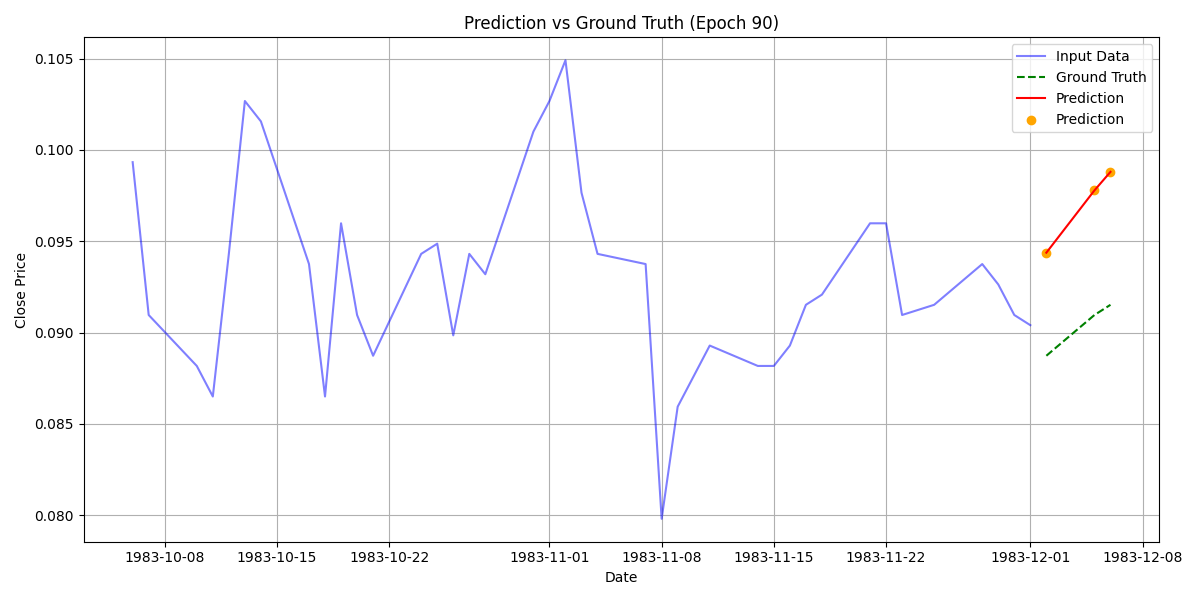 Prediction vs Ground Truth (Epoch 90)
Input Data
Ground Truth
Prediction
Prediction
Close Price
0.105
0.100
0.095
0.090
0.085
0.080
1983-10-08
1983-10-15
1983-10-22
1983-11-01
1983-11-08
1983-11-15
1983-11-22
1983-12-01
1983-12-08
Date